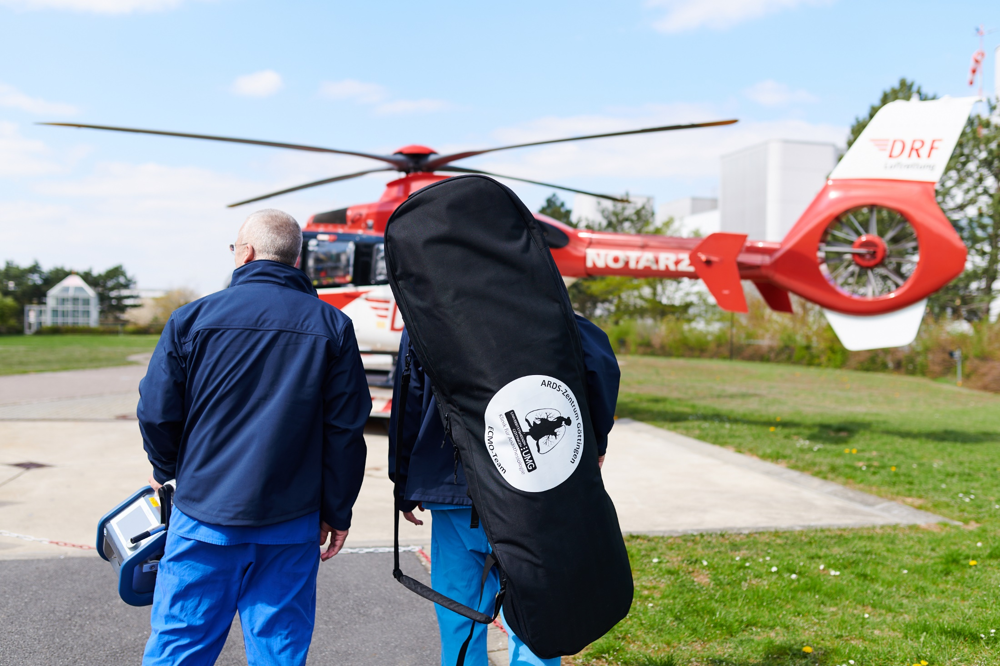 DRF
Luftrettung
NOTARZ
D
ARDS-Zentrum Göttingen
UNIVERSITÄTSMEDIZIN
GÖTTINGEN
:UMG
Klinik für Anästhesiologie
ECMO-Team